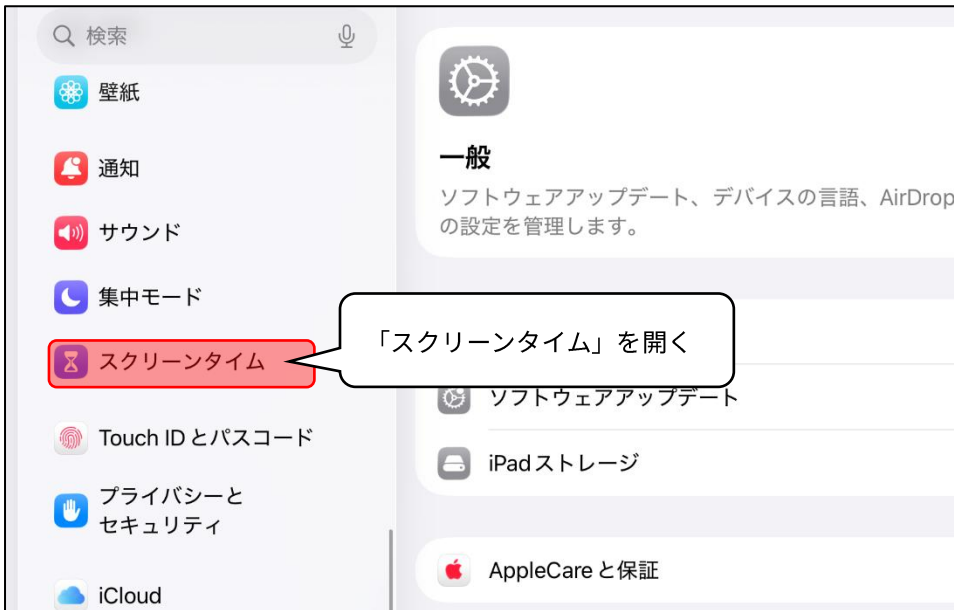 検索
壁紙
通知
サウンド
集中モード
スクリーンタイム
Touch IDとパスコード
プライバシーと
セキュリティ
iCloud
一般
ソフトウェアアップデート、デバイスの言語、AirDrop
の設定を管理します。
「スクリーンタイム」を開く
ソフトウェアアップデート
iPadストレージ
AppleCareと保証